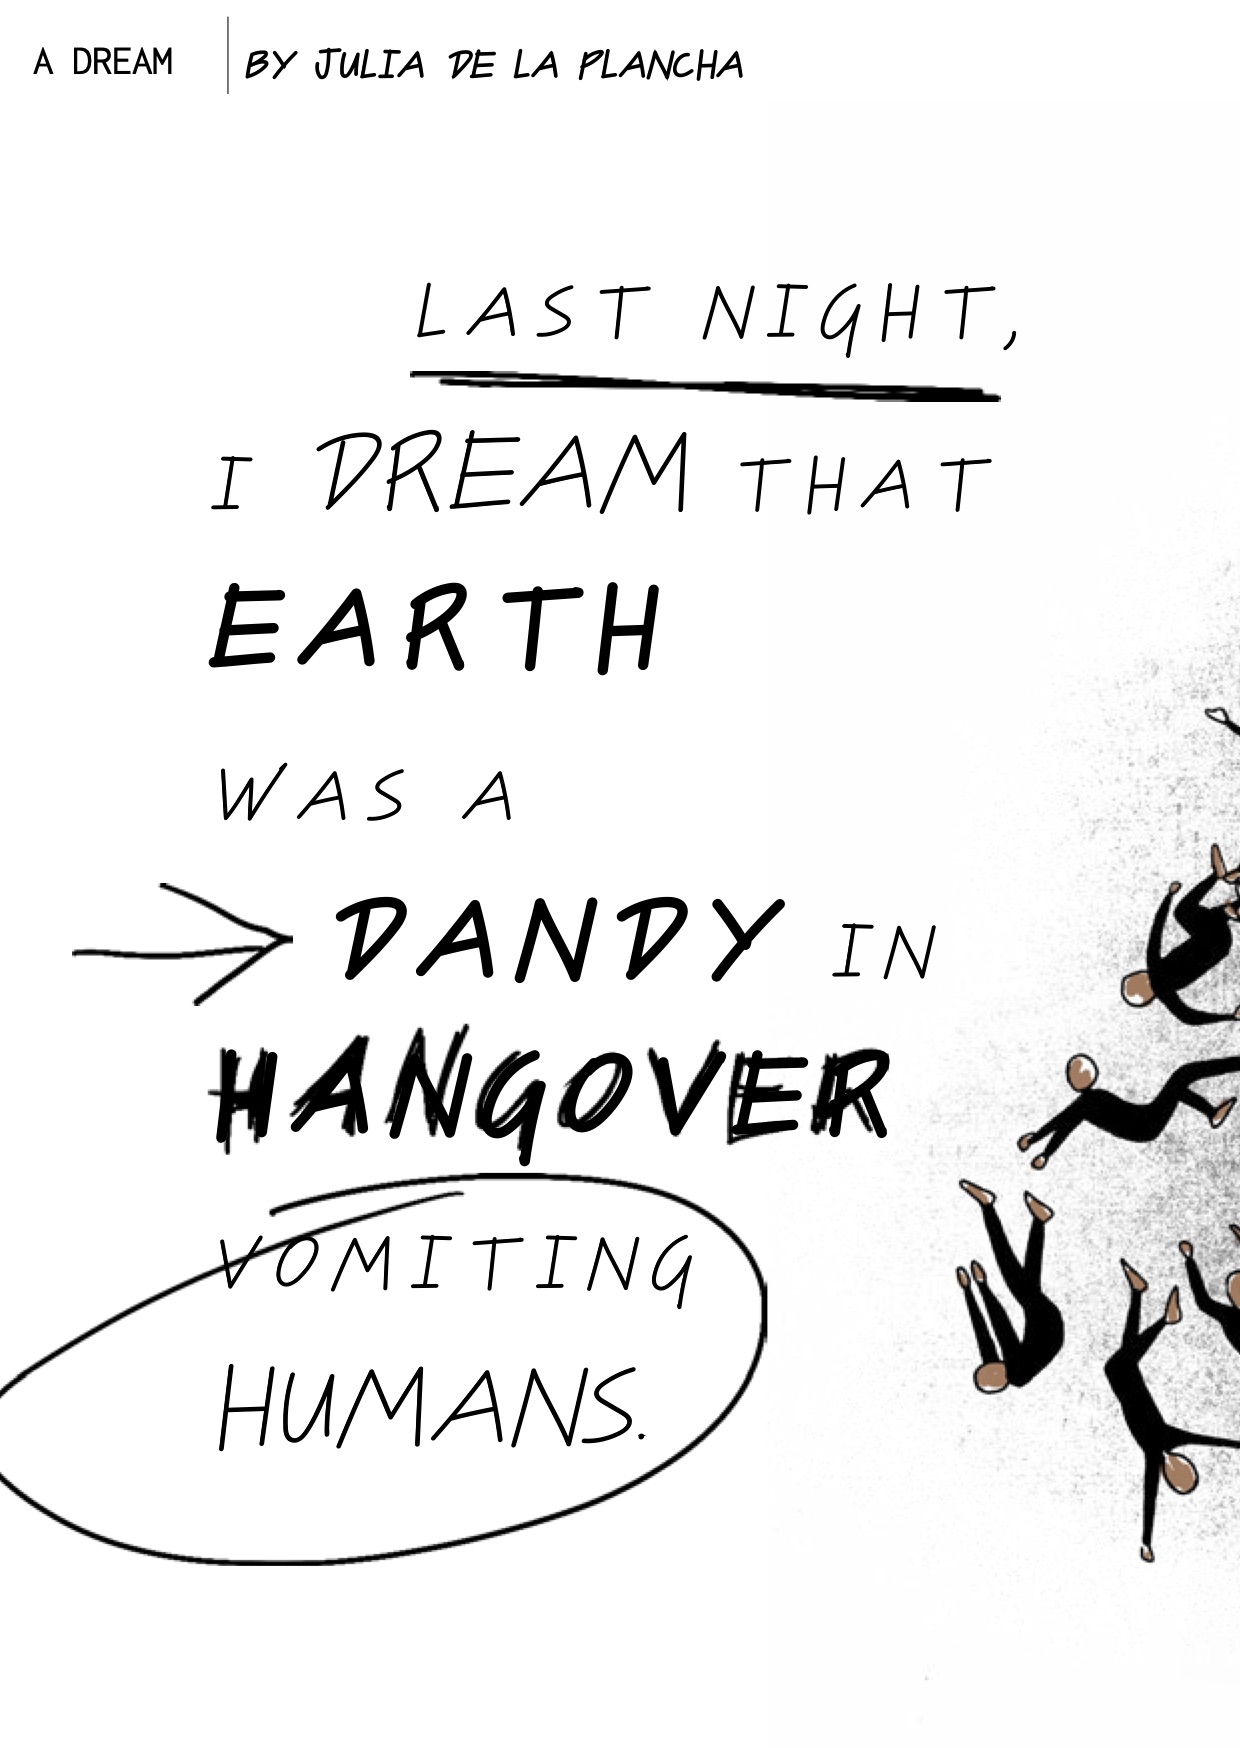 A DREAM
BY JULIA DE LA PLANCHA
LAST NIGHT,
I DREAM THAT
EARTH
WAS A
DANDY IN
HANGOVER
VOMITING
HUMANS.